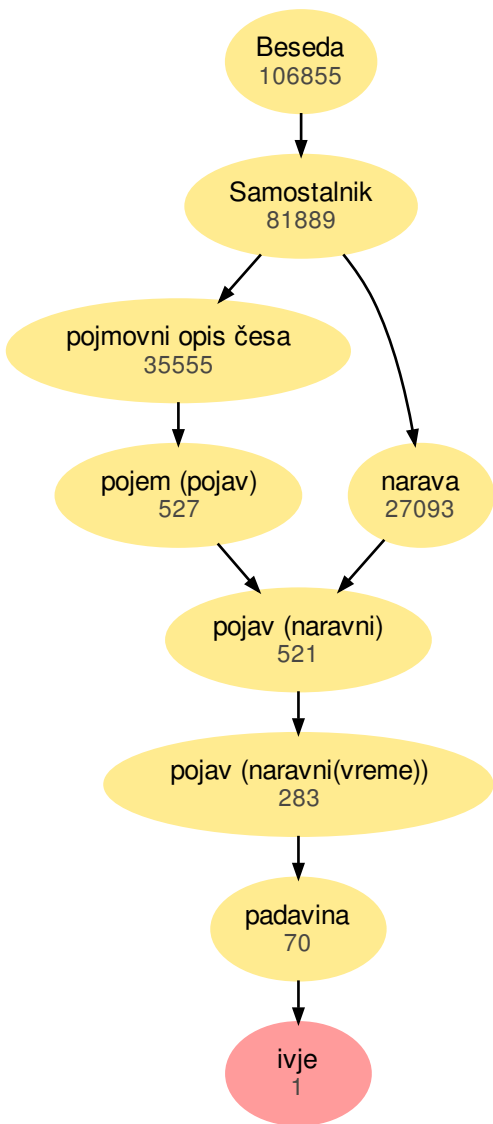 Beseda
106855
Samostalnik
81889
pojmovni opis česa
35555
pojem (pojav)
527
narava
27093
pojav (naravni)
521
pojav (naravni(vreme))
283
padavina
70
ivje
1